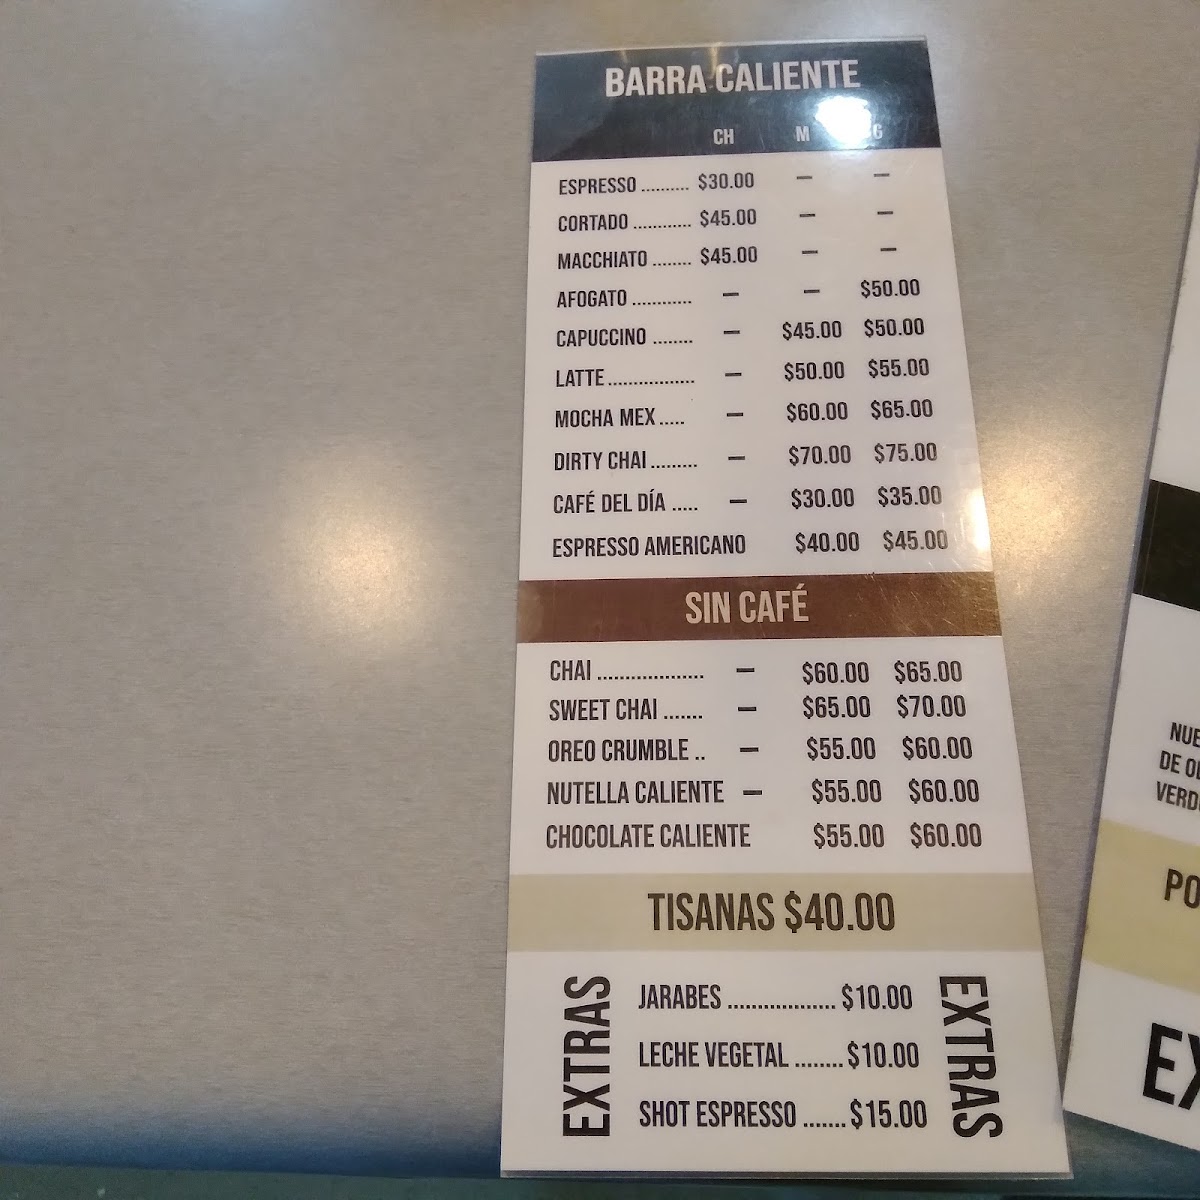 BARRA CALIENTE
CH M G
ESPRESSO .......... $30.00 – –
CORTADO ............ $45.00 – –
MACCHIATO ........ $45.00 – –
AFOGATO ............ – – $50.00
CAPUCCINO ........ – $45.00 $50.00
LATTE .................. – $50.00 $55.00
MOCHA MEX ..... – $60.00 $65.00
DIRTY CHAI ......... – $70.00 $75.00
CAFÉ DEL DÍA ..... – $30.00 $35.00
ESPRESSO AMERICANO $40.00 $45.00
SIN CAFÉ
CHAI .................... – $60.00 $65.00
SWEET CHAI ....... – $65.00 $70.00
OREO CRUMBLE .. – $55.00 $60.00
NUTELLA CALIENTE – $55.00 $60.00
CHOCOLATE CALIENTE $55.00 $60.00
TISANAS $40.00
EXTRAS
JARABES .................. $10.00
LECHE VEGETAL ........ $10.00
SHOT ESPRESSO ....... $15.00
EXTRAS
DE